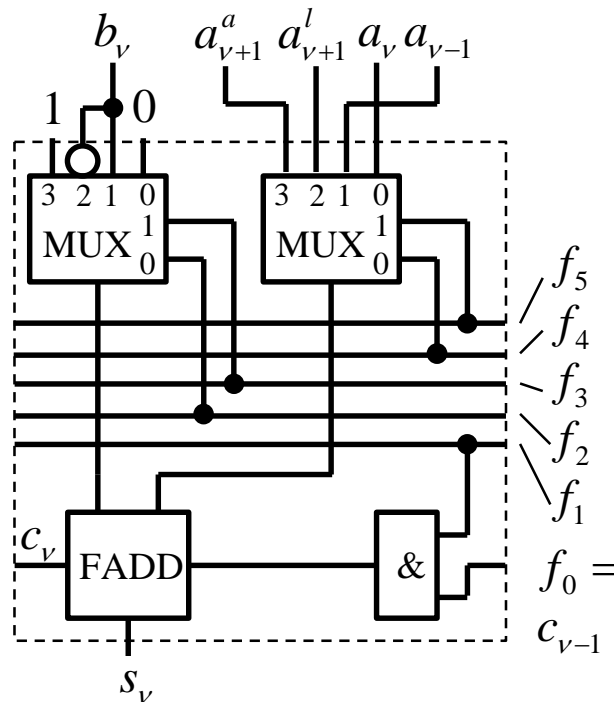 b_ν a^a_{ν+1} a^l_{ν+1} a_ν a_{ν-1}
1 0
3 2 1 0 3 2 1 0
1 1
MUX MUX
0 0
f_5
f_4
f_3
f_2
f_1
c_ν
FADD & f_0 =
c_{ν-1}
s_ν